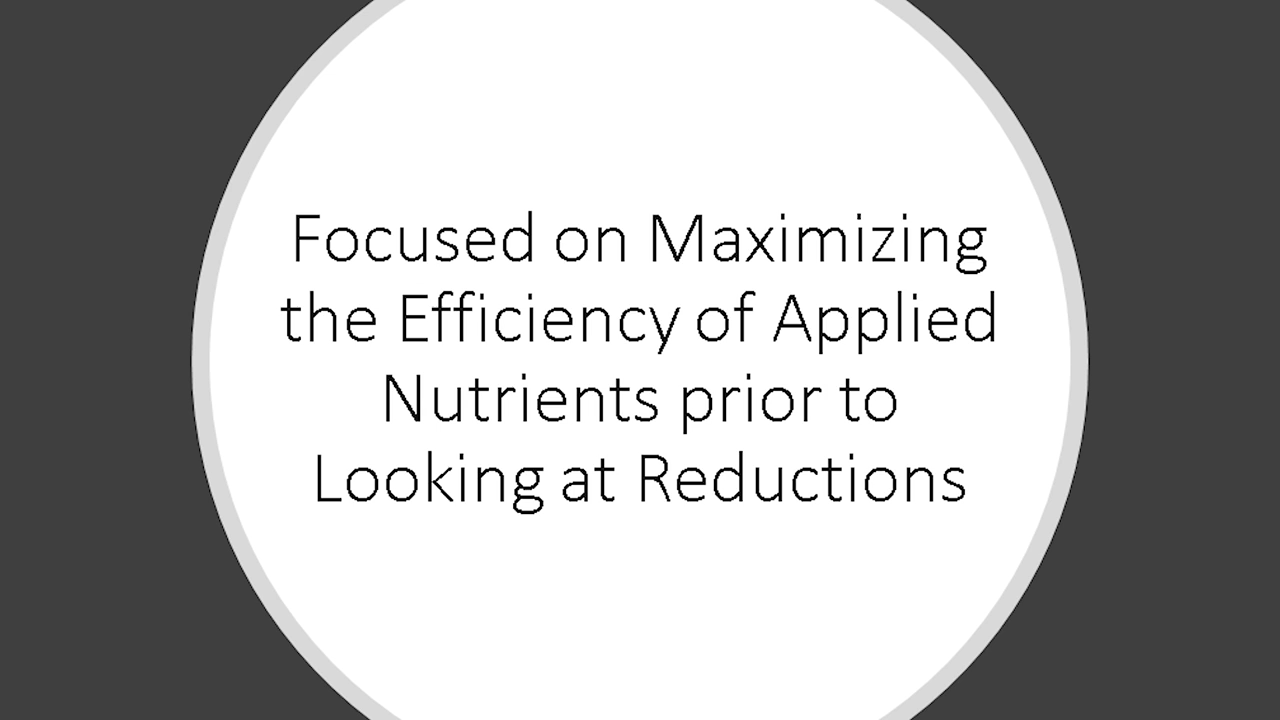 Focused on Maximizing
the Efficiency of Applied
Nutrients prior to
Looking at Reductions